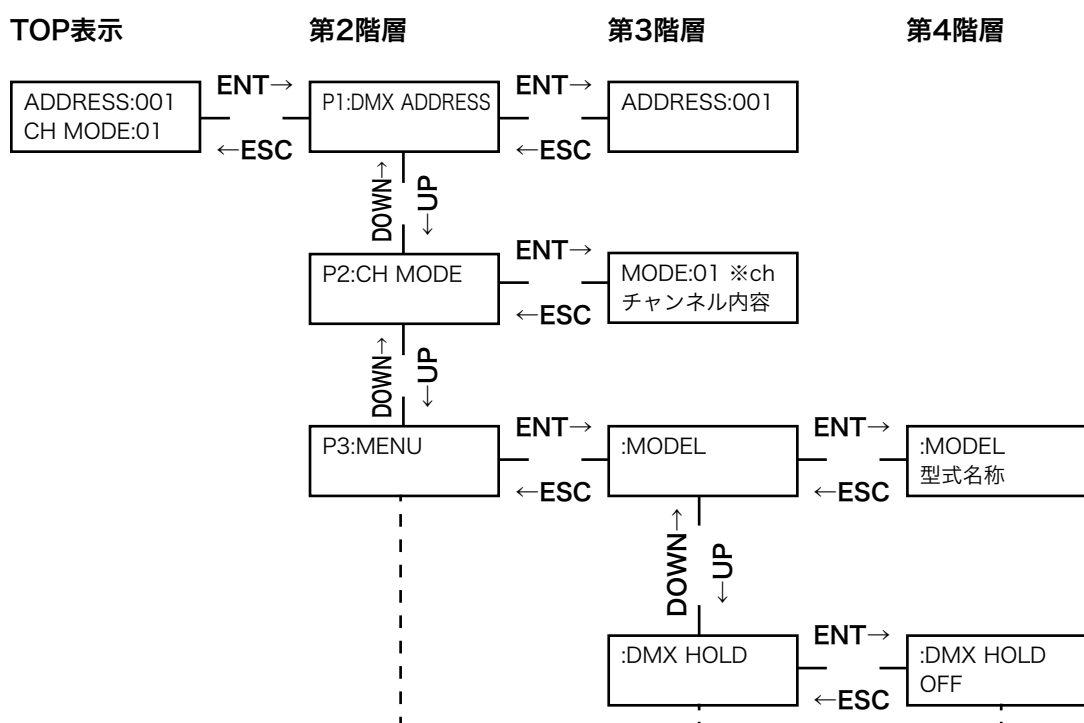 TOP表示 第2階層 第3階層 第4階層
ADDRESS:001
CH MODE:01
ENT→
←ESC
P1:DMX ADDRESS
ENT→
←ESC
ADDRESS:001
DOWN→
←UP
P2:CH MODE
ENT→
←ESC
MODE:01 ※ch
チャンネル内容
DOWN→
←UP
P3:MENU
ENT→
←ESC
:MODEL
ENT→
←ESC
:MODEL
型式名称
DOWN→
←UP
:DMX HOLD
ENT→
←ESC
:DMX HOLD
OFF